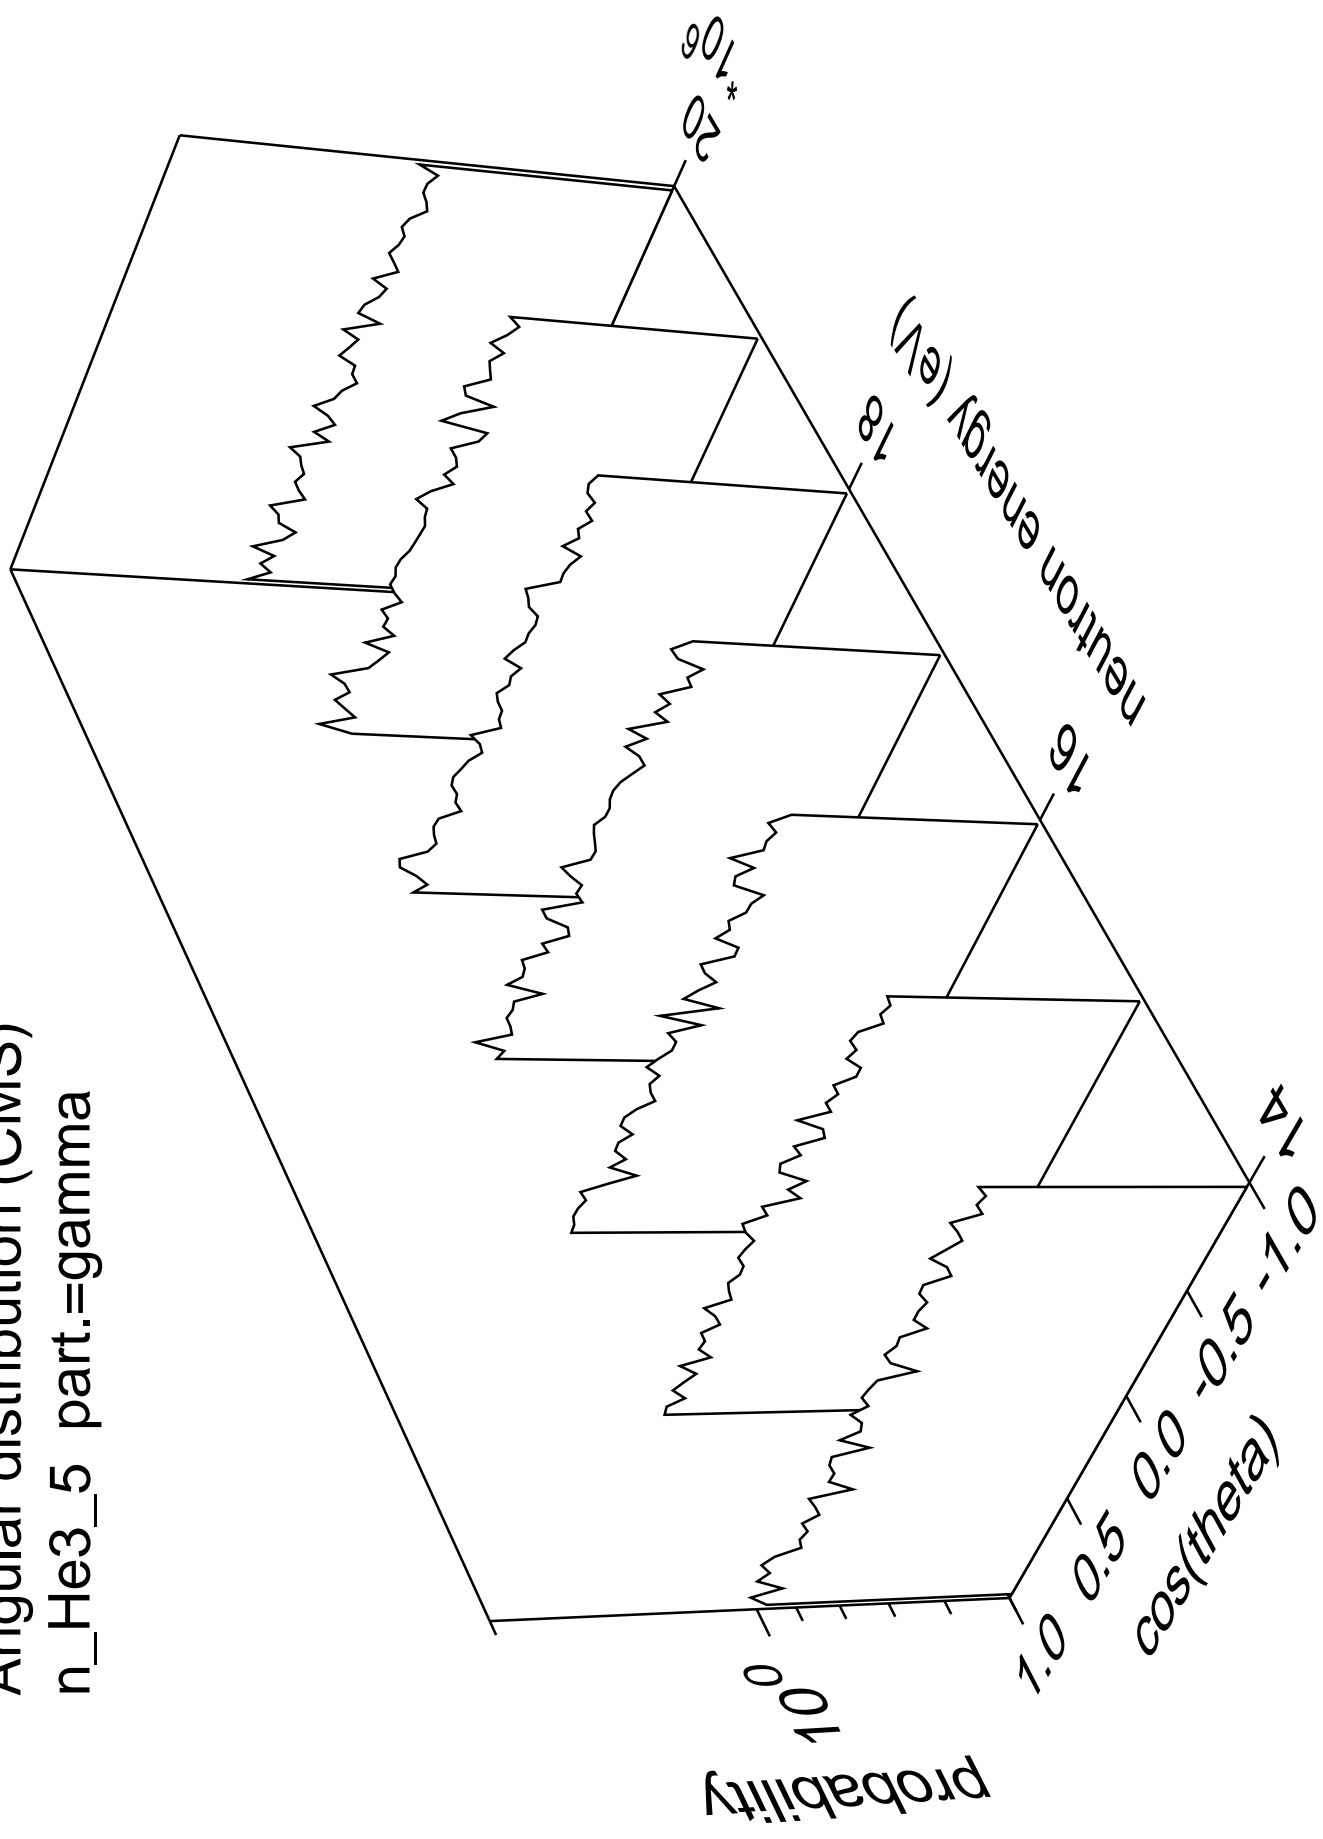 Angular distribution (CMS)
n_He3_5 part.=gamma
probability
10 0
1.0
0.5
0.0
-0.5
-1.0
cos(theta)
14
16
18
20
*10 6
neutron energy (eV)